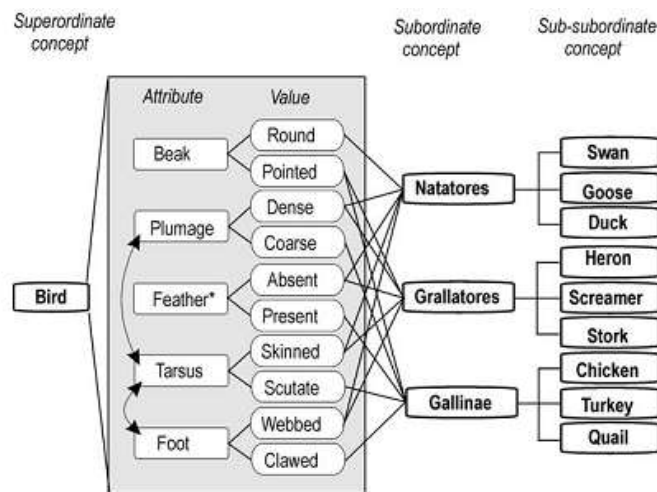 Superordinate
concept
Subordinate
concept
Sub-subordinate
concept
Attribute
Value
Bird
Beak
Round
Pointed
Plumage
Dense
Coarse
Feather*
Absent
Present
Tarsus
Skinned
Scutate
Foot
Webbed
Clawed
Natatores
Grallatores
Gallinae
Swan
Goose
Duck
Heron
Screamer
Stork
Chicken
Turkey
Quail